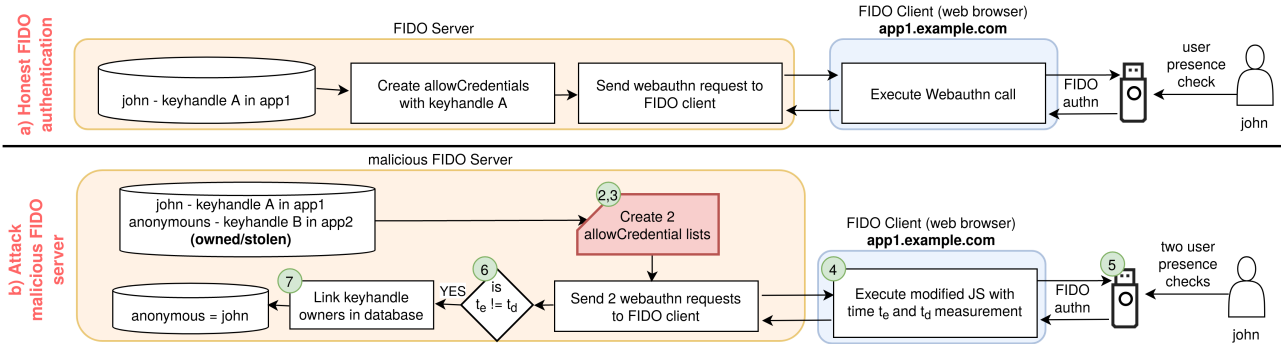 a) Honest FIDO
authentication
FIDO Server
john - keyhandle A in app1
Create allowCredentials
with keyhandle A
Send webauthn request to
FIDO client
FIDO Client (web browser)
app1.example.com
Execute Webauthn call
FIDO
authn
user
presence
check
john
b) Attack
malicious FIDO
server
malicious FIDO Server
john - keyhandle A in app1
anonymouns - keyhandle B in app2
(owned/stolen)
2,3
Create 2
allowCredential lists
Send 2 webauthn requests
to FIDO client
6
is
te != td
YES
7
Link keyhandle
owners in database
anonymous = john
FIDO Client (web browser)
app1.example.com
4
Execute modified JS with
time te and td measurement
5
FIDO
authn
two user
presence
checks
john